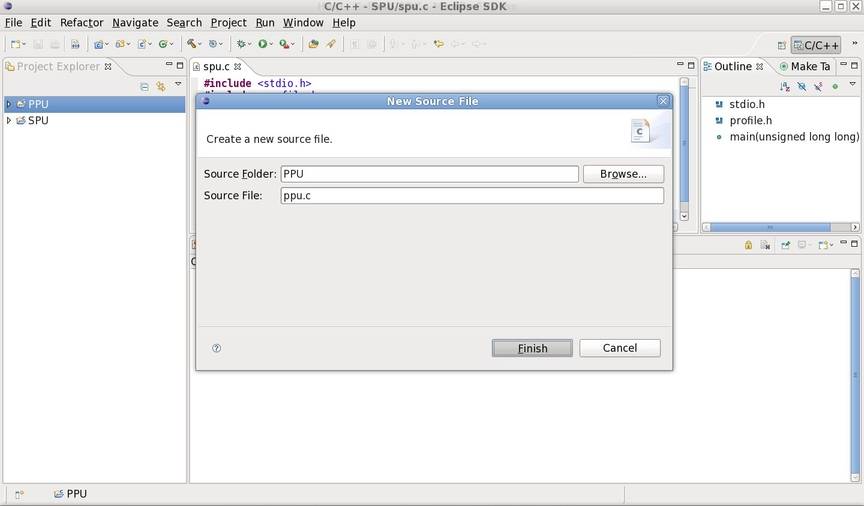 C/C++ - SPU/spu.c - Eclipse SDK
File Edit Refactor Navigate Search Project Run Window Help
C/C++
Project Explorer
spu.c
Outline
Make Ta
#include <stdio.h>
PPU
SPU
stdio.h
profile.h
main(unsigned long long)
New Source File
Create a new source file.
C
Source Folder: PPU Browse...
Source File: ppu.c
Finish Cancel
PPU